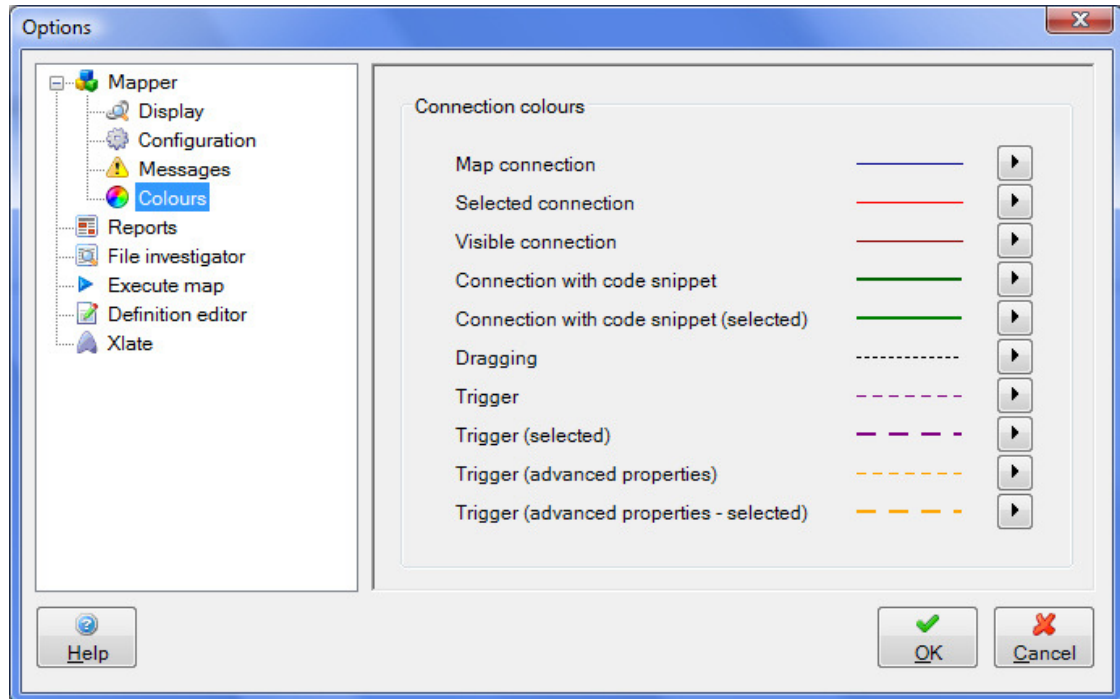 Options
Mapper
Display
Configuration
Messages
Colours
Reports
File investigator
Execute map
Definition editor
Xlate
Connection colours
Map connection
Selected connection
Visible connection
Connection with code snippet
Connection with code snippet (selected)
Dragging
Trigger
Trigger (selected)
Trigger (advanced properties)
Trigger (advanced properties - selected)
Help
OK
Cancel